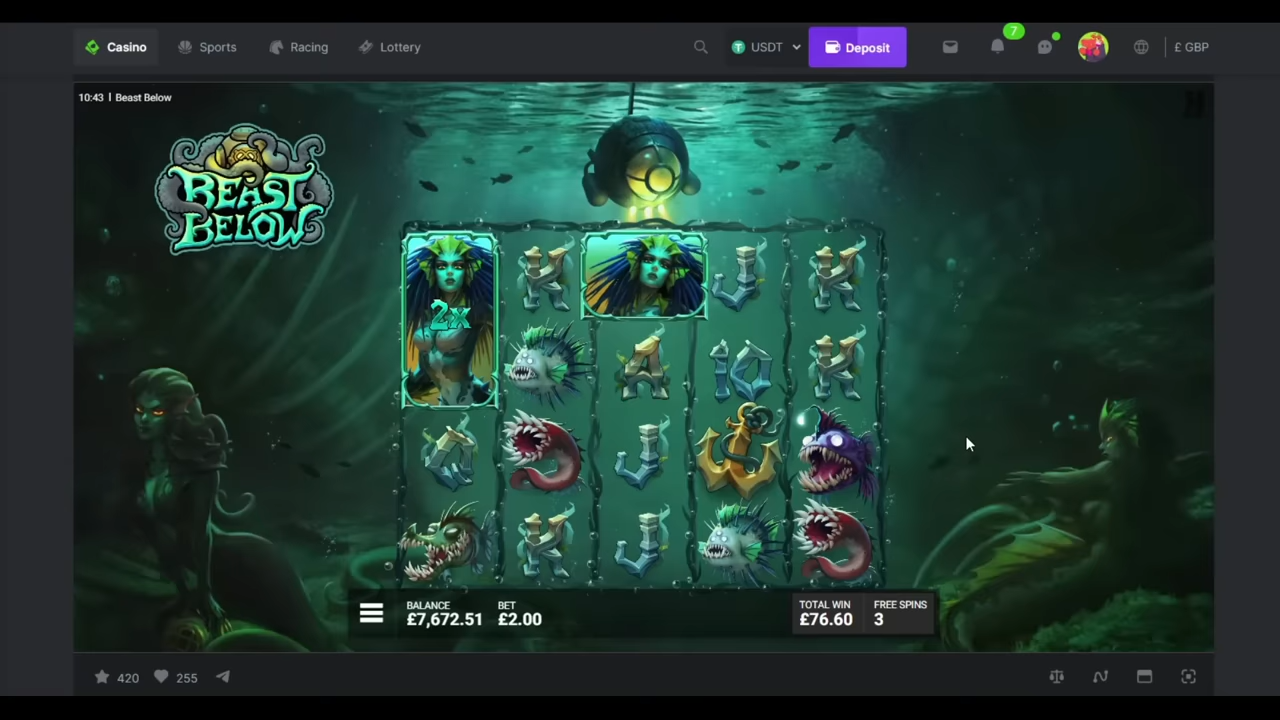 Casino
Sports
Racing
Lottery
USDT
Deposit
7
£ GBP
10:43 | Beast Below
BEAST
BELOW
2x
K
J
K
A
10
K
Q
J
K
J
BALANCE
£7,672.51
BET
£2.00
TOTAL WIN
£76.60
FREE SPINS
3
420
255